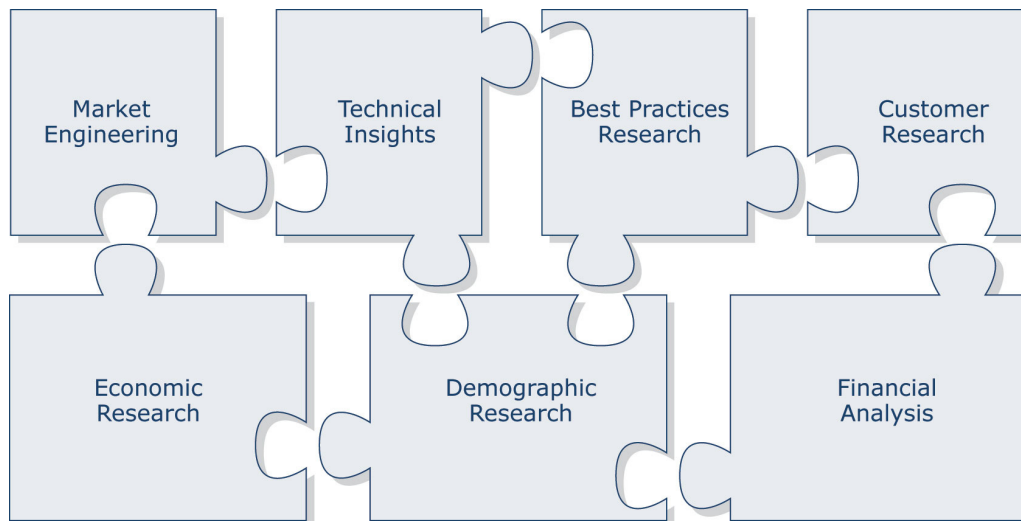 Market
Engineering
Technical
Insights
Best Practices
Research
Customer
Research
Economic
Research
Demographic
Research
Financial
Analysis